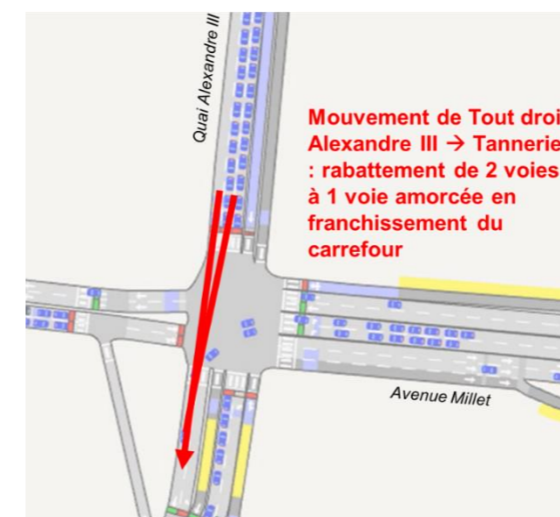 Quai Alexandre III
Mouvement de Tout droi
Alexandre III → Tannerie
: rabattement de 2 voies
à 1 voie amorcée en
franchissement du
carrefour
Avenue Millet